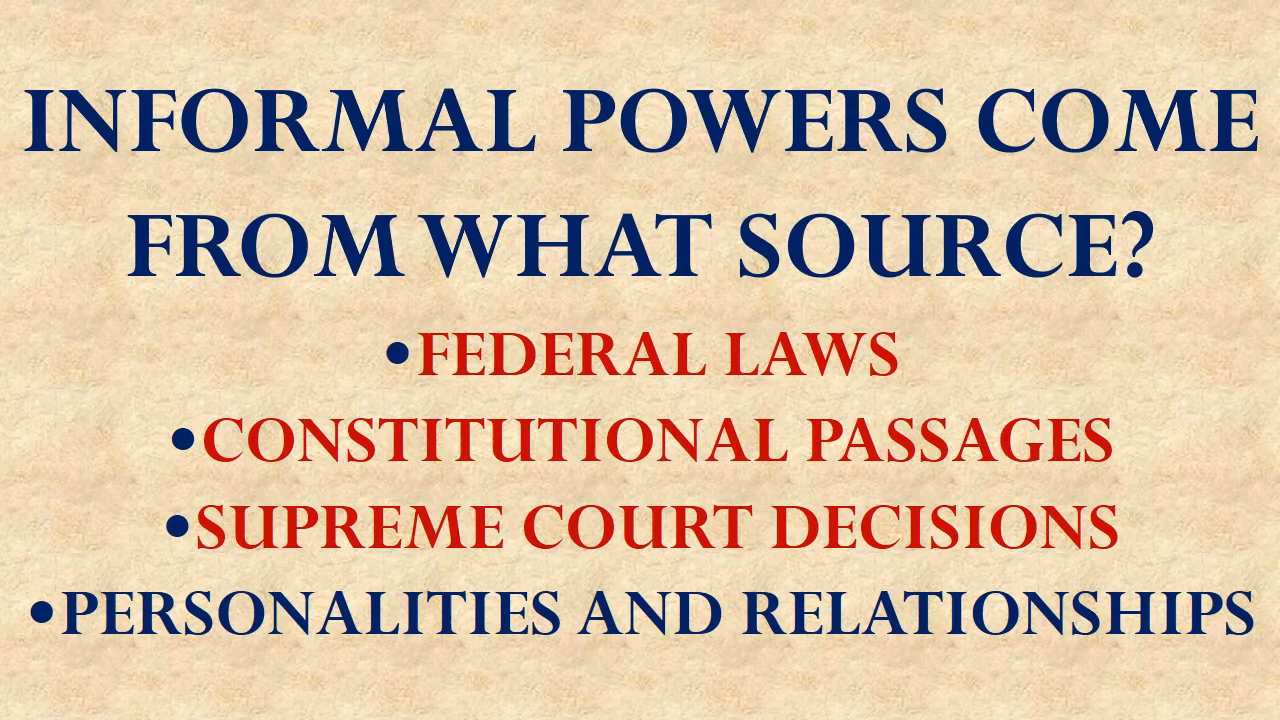 INFORMAL POWERS COME
FROM WHAT SOURCE?
•FEDERAL LAWS
•CONSTITUTIONAL PASSAGES
•SUPREME COURT DECISIONS
•PERSONALITIES AND RELATIONSHIPS